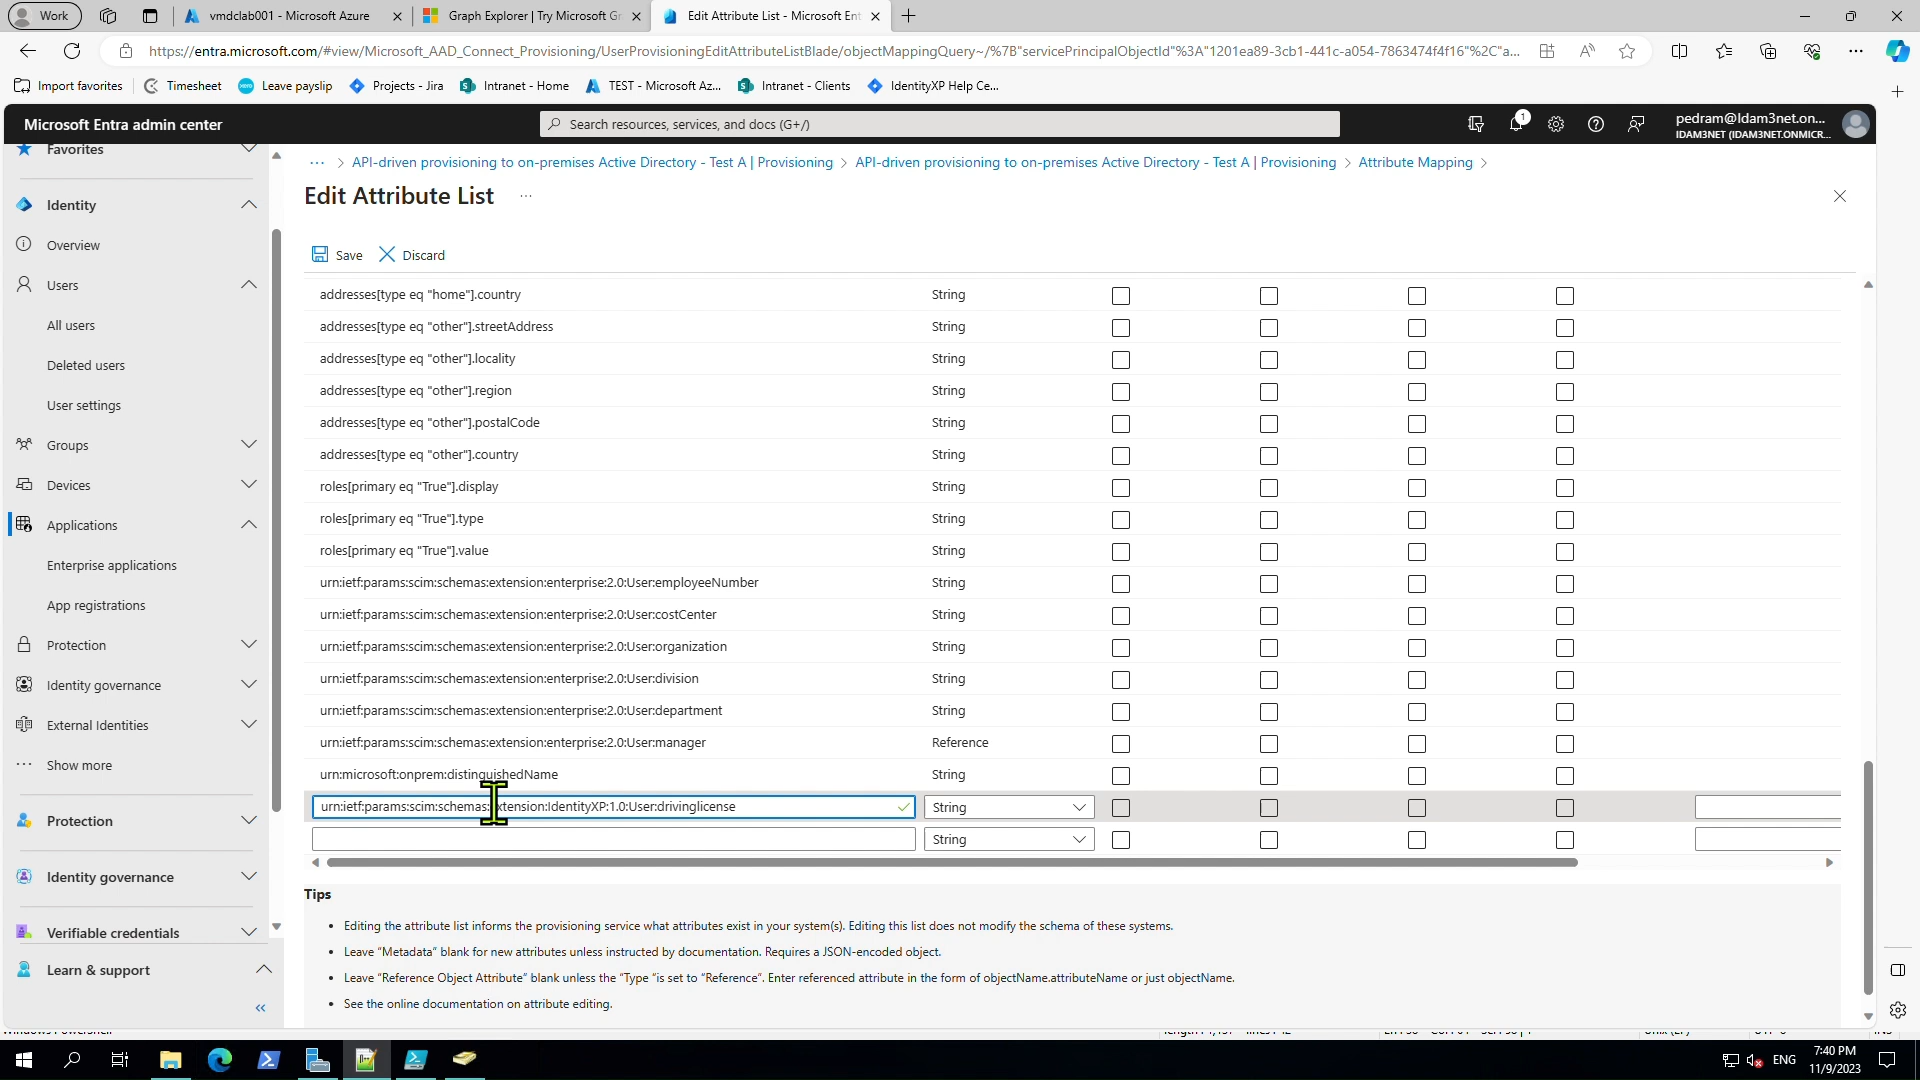 Work
vmdclab001 - Microsoft Azure
Graph Explorer | Try Microsoft Gr
Edit Attribute List - Microsoft Ent
https://entra.microsoft.com/#view/Microsoft_AAD_Connect_Provisioning/UserProvisioningEditAttributeListBlade/objectMappingQuery~/%7B"servicePrincipalObjectId"%3A"1201ea89-3cb1-441c-a054-7863474f4f16"%2C"a...
Import favorites
Timesheet
Leave payslip
Projects - Jira
Intranet - Home
TEST - Microsoft Az...
Intranet - Clients
IdentityXP Help Ce...
Microsoft Entra admin center
Search resources, services, and docs (G+/)
1
pedram@Idam3net.on...
IDAM3NET (IDAM3NET.ONMICR...
Favorites
Identity
Overview
Users
All users
Deleted users
User settings
Groups
Devices
Applications
Enterprise applications
App registrations
Protection
Identity governance
External Identities
Show more
Protection
Identity governance
Verifiable credentials
Learn & support
... > API-driven provisioning to on-premises Active Directory - Test A | Provisioning > API-driven provisioning to on-premises Active Directory - Test A | Provisioning > Attribute Mapping >
Edit Attribute List ...
Save Discard
addresses[type eq "home"].country String
addresses[type eq "other"].streetAddress String
addresses[type eq "other"].locality String
addresses[type eq "other"].region String
addresses[type eq "other"].postalCode String
addresses[type eq "other"].country String
roles[primary eq "True"].display String
roles[primary eq "True"].type String
roles[primary eq "True"].value String
urn:ietf:params:scim:schemas:extension:enterprise:2.0:User:employeeNumber String
urn:ietf:params:scim:schemas:extension:enterprise:2.0:User:costCenter String
urn:ietf:params:scim:schemas:extension:enterprise:2.0:User:organization String
urn:ietf:params:scim:schemas:extension:enterprise:2.0:User:division String
urn:ietf:params:scim:schemas:extension:enterprise:2.0:User:department String
urn:ietf:params:scim:schemas:extension:enterprise:2.0:User:manager Reference
urn:microsoft:onprem:distinguishedName String
urn:ietf:params:scim:schemas:extension:IdentityXP:1.0:User:drivinglicense String
String
Tips
• Editing the attribute list informs the provisioning service what attributes exist in your system(s). Editing this list does not modify the schema of these systems.
• Leave "Metadata" blank for new attributes unless instructed by documentation. Requires a JSON-encoded object.
• Leave "Reference Object Attribute" blank unless the "Type "is set to "Reference". Enter referenced attribute in the form of objectName.attributeName or just objectName.
• See the online documentation on attribute editing.
ENG
7:40 PM
11/9/2023